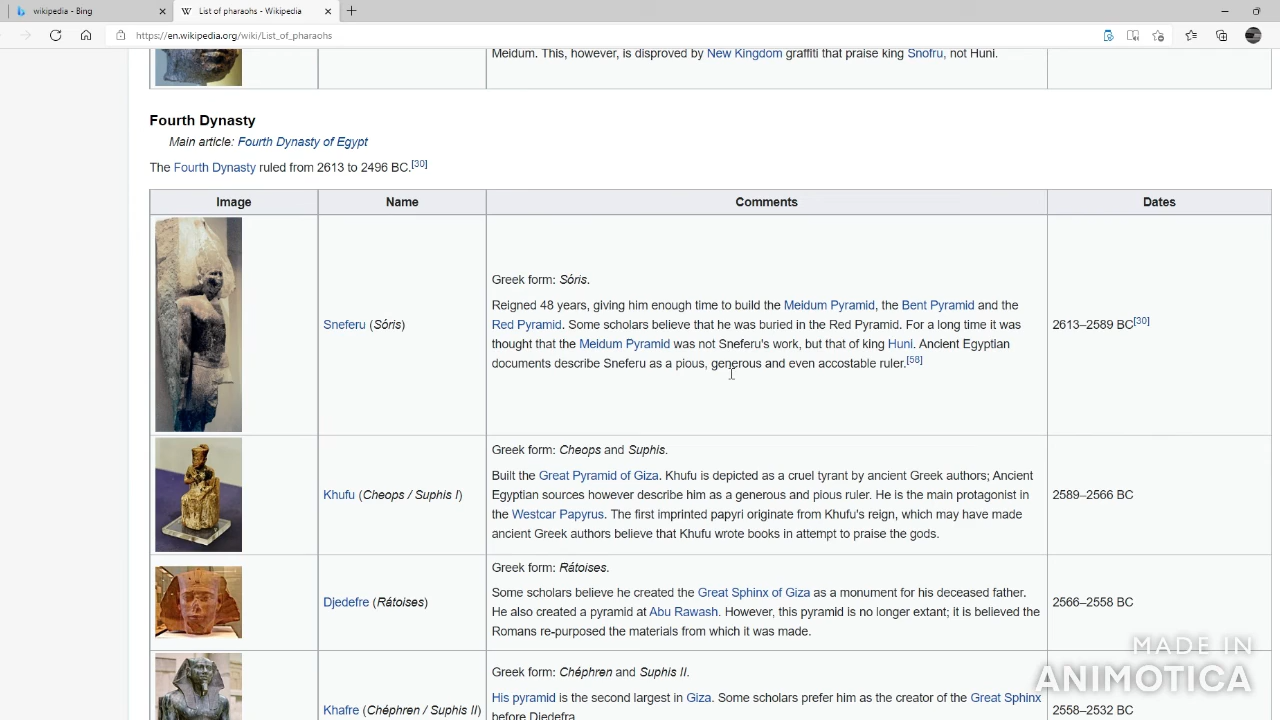 wikipedia - Bing
List of pharaohs - Wikipedia
https://en.wikipedia.org/wiki/List_of_pharaohs
Meidum. This, however, is disproved by New Kingdom graffiti that praise king Snofru, not Huni.
Fourth Dynasty
Main article: Fourth Dynasty of Egypt
The Fourth Dynasty ruled from 2613 to 2496 BC.[30]
Image Name Comments Dates
Greek form: Sóris.
Reigned 48 years, giving him enough time to build the Meidum Pyramid, the Bent Pyramid and the
Sneferu (Sóris)
Red Pyramid. Some scholars believe that he was buried in the Red Pyramid. For a long time it was
2613–2589 BC[30]
thought that the Meidum Pyramid was not Sneferu's work, but that of king Huni. Ancient Egyptian
documents describe Sneferu as a pious, generous and even accostable ruler.[58]
Greek form: Cheops and Suphis.
Built the Great Pyramid of Giza. Khufu is depicted as a cruel tyrant by ancient Greek authors; Ancient
Khufu (Cheops / Suphis I)
Egyptian sources however describe him as a generous and pious ruler. He is the main protagonist in
2589–2566 BC
the Westcar Papyrus. The first imprinted papyri originate from Khufu's reign, which may have made
ancient Greek authors believe that Khufu wrote books in attempt to praise the gods.
Greek form: Rátoises.
Some scholars believe he created the Great Sphinx of Giza as a monument for his deceased father.
Djedefre (Rátoises)
He also created a pyramid at Abu Rawash. However, this pyramid is no longer extant; it is believed the
2566–2558 BC
Romans re-purposed the materials from which it was made.
Greek form: Chéphren and Suphis II.
His pyramid is the second largest in Giza. Some scholars prefer him as the creator of the Great Sphinx
Khafre (Chéphren / Suphis II)
before Djedefra.
2558–2532 BC
MADE IN
ANIMOTICA